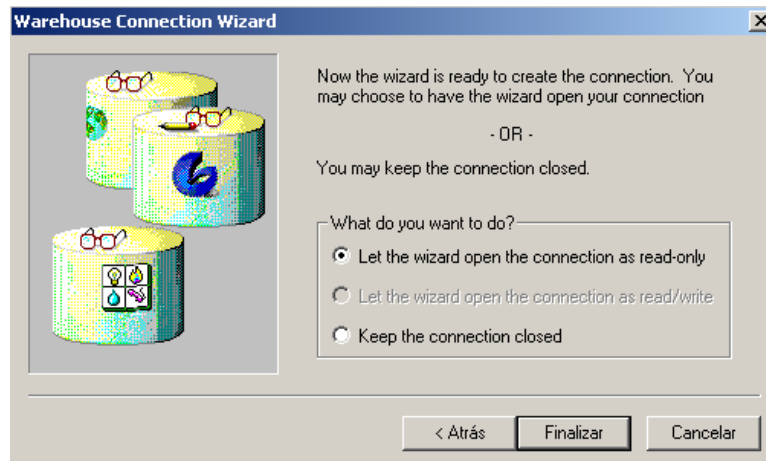 Warehouse Connection Wizard
Now the wizard is ready to create the connection. You
may choose to have the wizard open your connection
- OR -
You may keep the connection closed.
What do you want to do?
Let the wizard open the connection as read-only
Let the wizard open the connection as read/write
Keep the connection closed
< Atrás
Finalizar
Cancelar